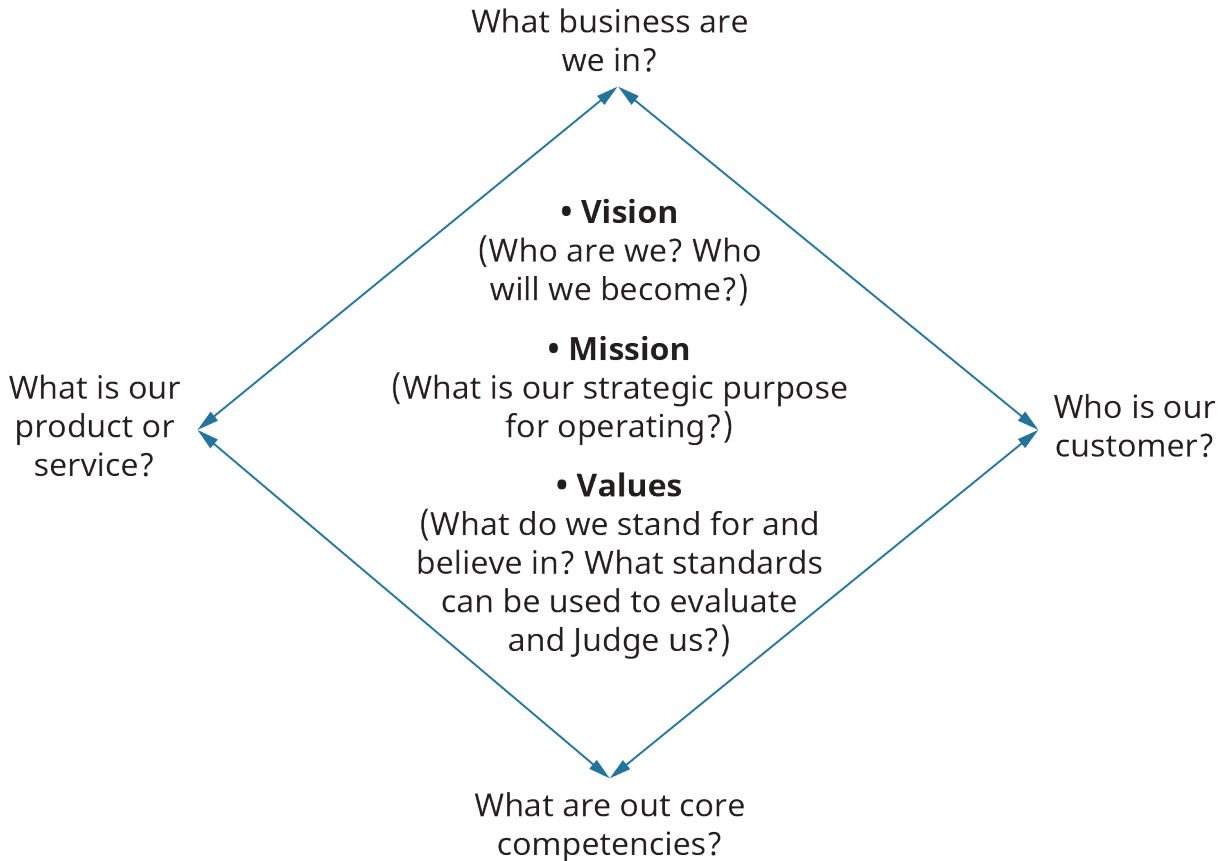 What business are
we in?
• Vision
(Who are we? Who
will we become?)
• Mission
(What is our strategic purpose
for operating?)
What is our
product or
service?
Who is our
customer?
• Values
(What do we stand for and
believe in? What standards
can be used to evaluate
and Judge us?)
What are out core
competencies?